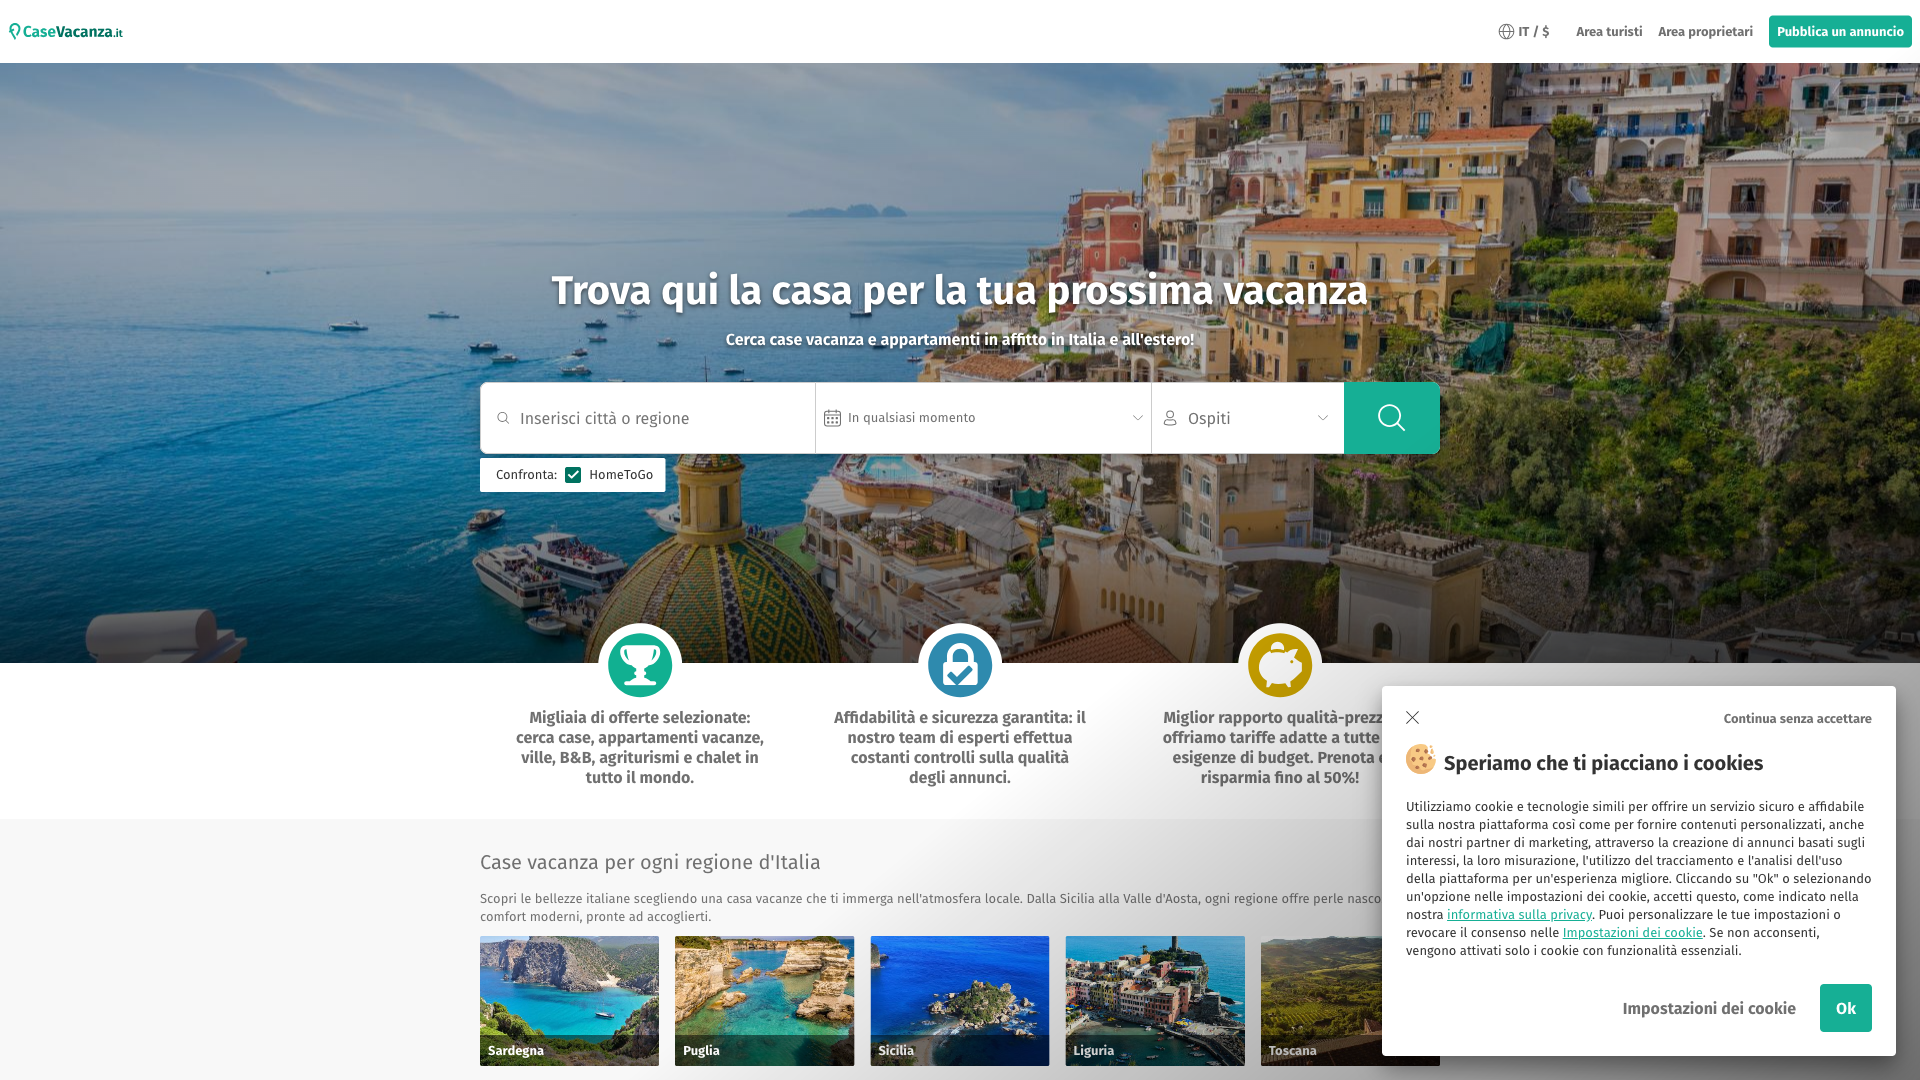 CaseVacanza.it
IT / $
Area turisti
Area proprietari
Pubblica un annuncio
Trova qui la casa per la tua prossima vacanza
Cerca case vacanza e appartamenti in affitto in Italia e all'estero!
Inserisci città o regione
In qualsiasi momento
Ospiti
Confronta:
HomeToGo
Migliaia di offerte selezionate:
cerca case, appartamenti vacanze,
ville, B&B, agriturismi e chalet in
tutto il mondo.
Affidabilità e sicurezza garantita: il
nostro team di esperti effettua
costanti controlli sulla qualità
degli annunci.
Miglior rapporto qualità-prezz
offriamo tariffe adatte a tutte
esigenze di budget. Prenota
risparmia fino al 50%!
Case vacanza per ogni regione d'Italia
Scopri le bellezze italiane scegliendo una casa vacanze che ti immerga nell'atmosfera locale. Dalla Sicilia alla Valle d'Aosta, ogni regione offre perle nasco
comfort moderni, pronte ad accoglierti.
Sardegna
Puglia
Sicilia
Liguria
Toscana
Continua senza accettare
Speriamo che ti piacciano i cookies
Utilizziamo cookie e tecnologie simili per offrire un servizio sicuro e affidabile
sulla nostra piattaforma così come per fornire contenuti personalizzati, anche
dai nostri partner di marketing, attraverso la creazione di annunci basati sugli
interessi, la loro misurazione, l'utilizzo del tracciamento e l'analisi dell'uso
della piattaforma per un'esperienza migliore. Cliccando su "Ok" o selezionando
un'opzione nelle impostazioni dei cookie, accetti questo, come indicato nella
nostra informativa sulla privacy. Puoi personalizzare le tue impostazioni o
revocare il consenso nelle Impostazioni dei cookie. Se non acconsenti,
vengono attivati solo i cookie con funzionalità essenziali.
Impostazioni dei cookie
Ok